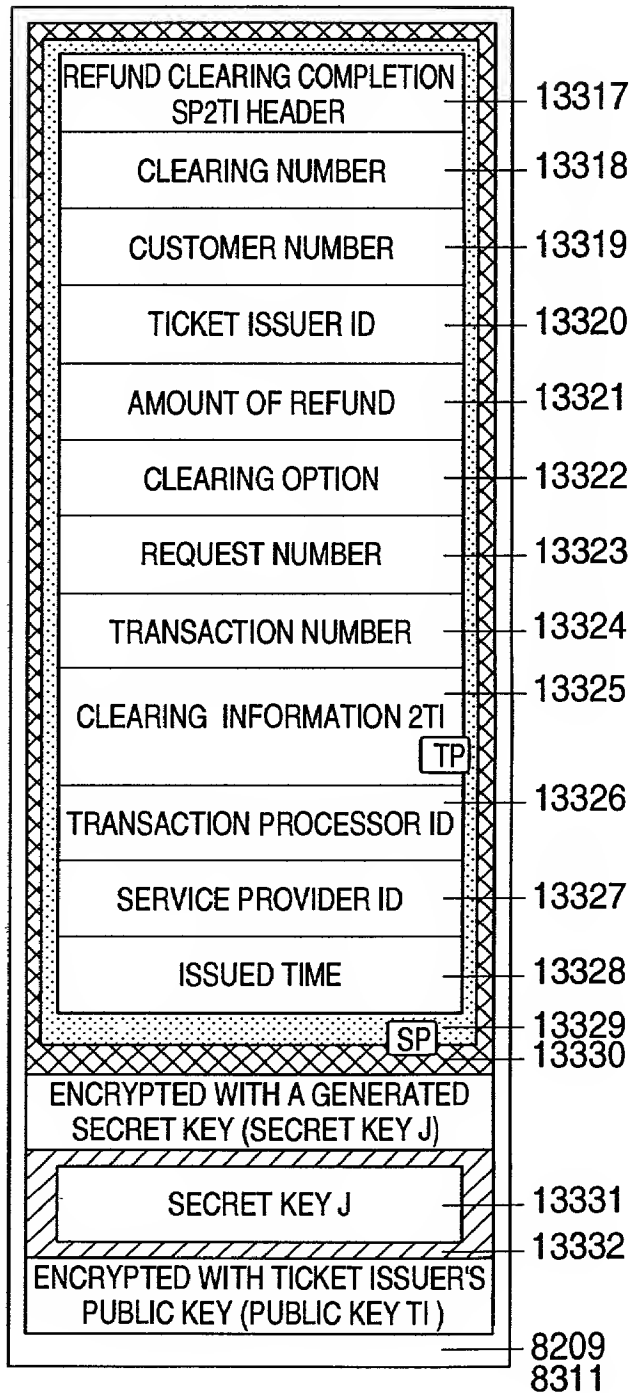 REFUND CLEARING COMPLETION
SP2TI HEADER
13317
CLEARING NUMBER
13318
CUSTOMER NUMBER
13319
TICKET ISSUER ID
13320
AMOUNT OF REFUND
13321
CLEARING OPTION
13322
REQUEST NUMBER
13323
TRANSACTION NUMBER
13324
13325
CLEARING INFORMATION 2TI
TP
13326
TRANSACTION PROCESSOR ID
SERVICE PROVIDER ID
13327
ISSUED TIME
13328
13329
SP
13330
ENCRYPTED WITH A GENERATED
SECRET KEY (SECRET KEY J)
SECRET KEY J
13331
13332
ENCRYPTED WITH TICKET ISSUER'S
PUBLIC KEY (PUBLIC KEY TI )
8209
8311